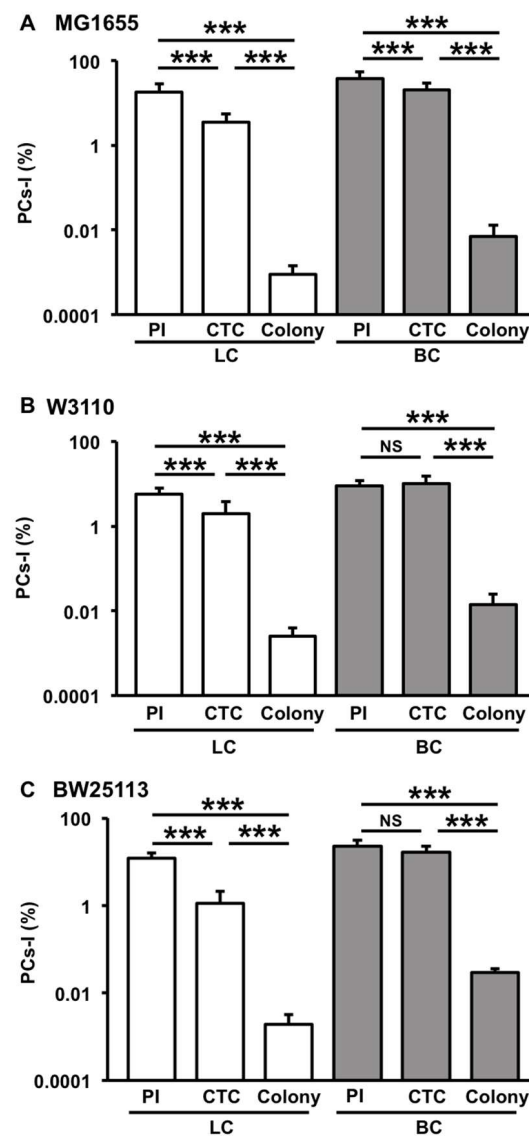 A MG1655
***
***
*** *** *** ***
PCs-I (%)
100
1
0.01
0.0001
PI CTC Colony PI CTC Colony
LC BC
B W3110
***
***
*** *** NS ***
PCs-I (%)
100
1
0.01
0.0001
PI CTC Colony PI CTC Colony
LC BC
C BW25113
***
***
*** *** NS ***
PCs-I (%)
100
1
0.01
0.0001
PI CTC Colony PI CTC Colony
LC BC